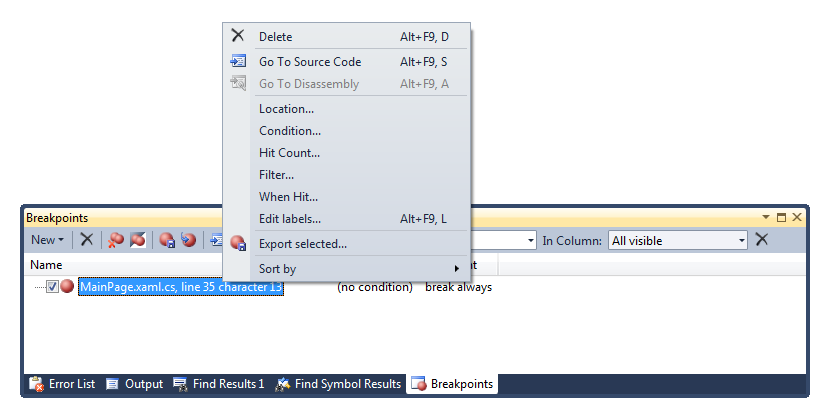 Delete Alt+F9, D
Go To Source Code Alt+F9, S
Go To Disassembly Alt+F9, A
Location...
Condition...
Hit Count...
Filter...
When Hit...
Edit labels... Alt+F9, L
Export selected...
Sort by
Breakpoints
New In Column: All visible
Name
MainPage.xaml.cs, line 35 character 13 (no condition) break always
Error List Output Find Results 1 Find Symbol Results Breakpoints